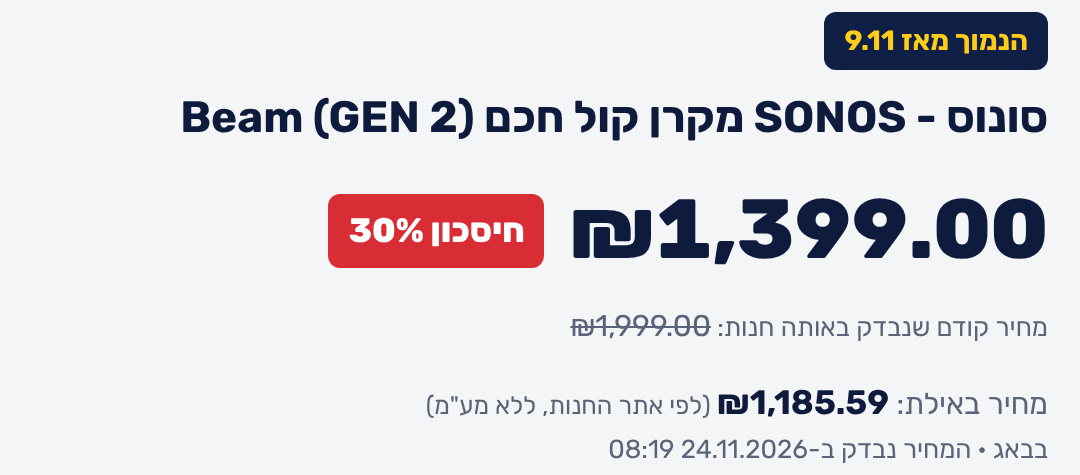 הנמוך מאז 9.11
סונוס - SONOS מקרן קול חכם Beam (GEN 2)
₪1,399.00 חיסכון 30%
מחיר קודם שנבדק באותה חנות: ₪1,999.00
מחיר באילת: ₪1,185.59 (לפי אתר החנות, ללא מע"מ)
בבאג • המחיר נבדק ב-24.11.2026 08:19